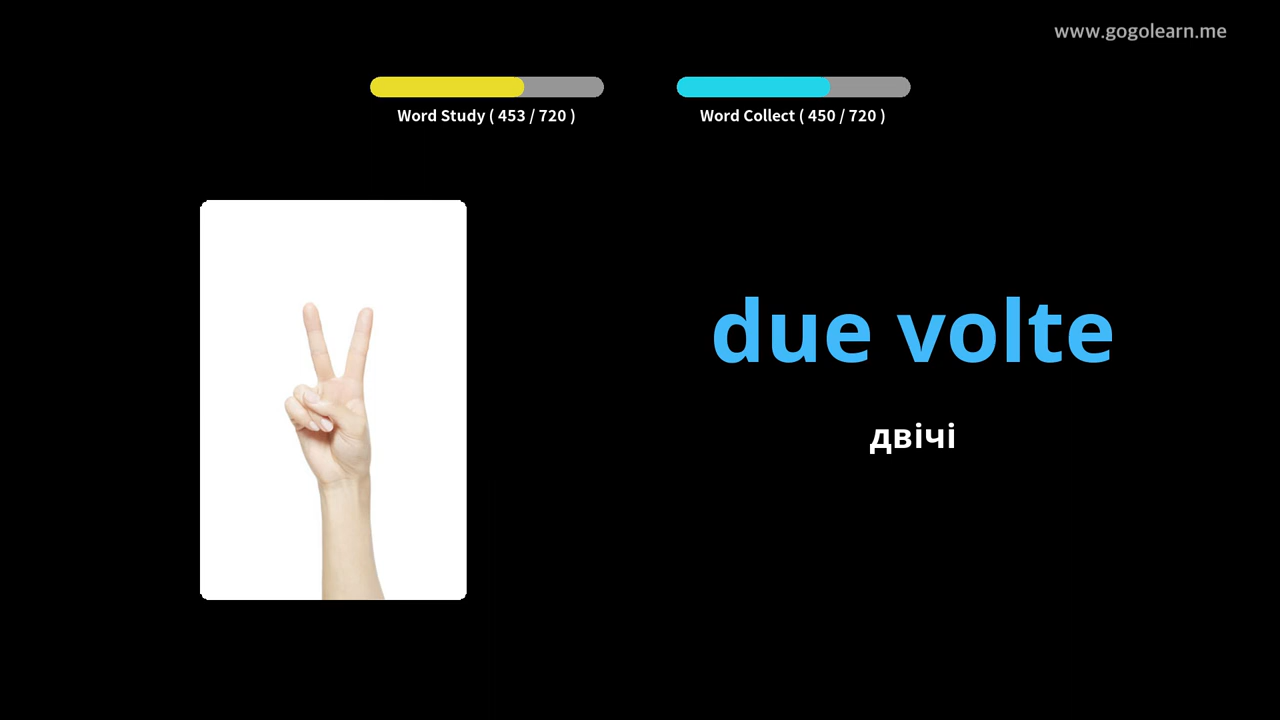 www.gogolearn.me
Word Study ( 453 / 720 )
Word Collect ( 450 / 720 )
due volte
двічі